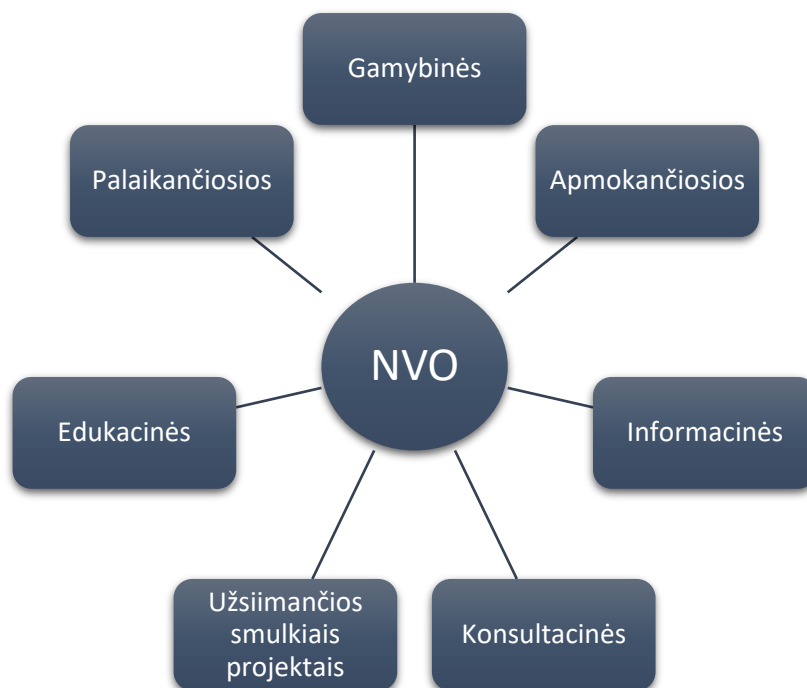 Gamybinės
Palaikančiosios
Apmokančiosios
NVO
Edukacinės
Informacinės
Užsiimančios
smulkiais
projektais
Konsultacinės